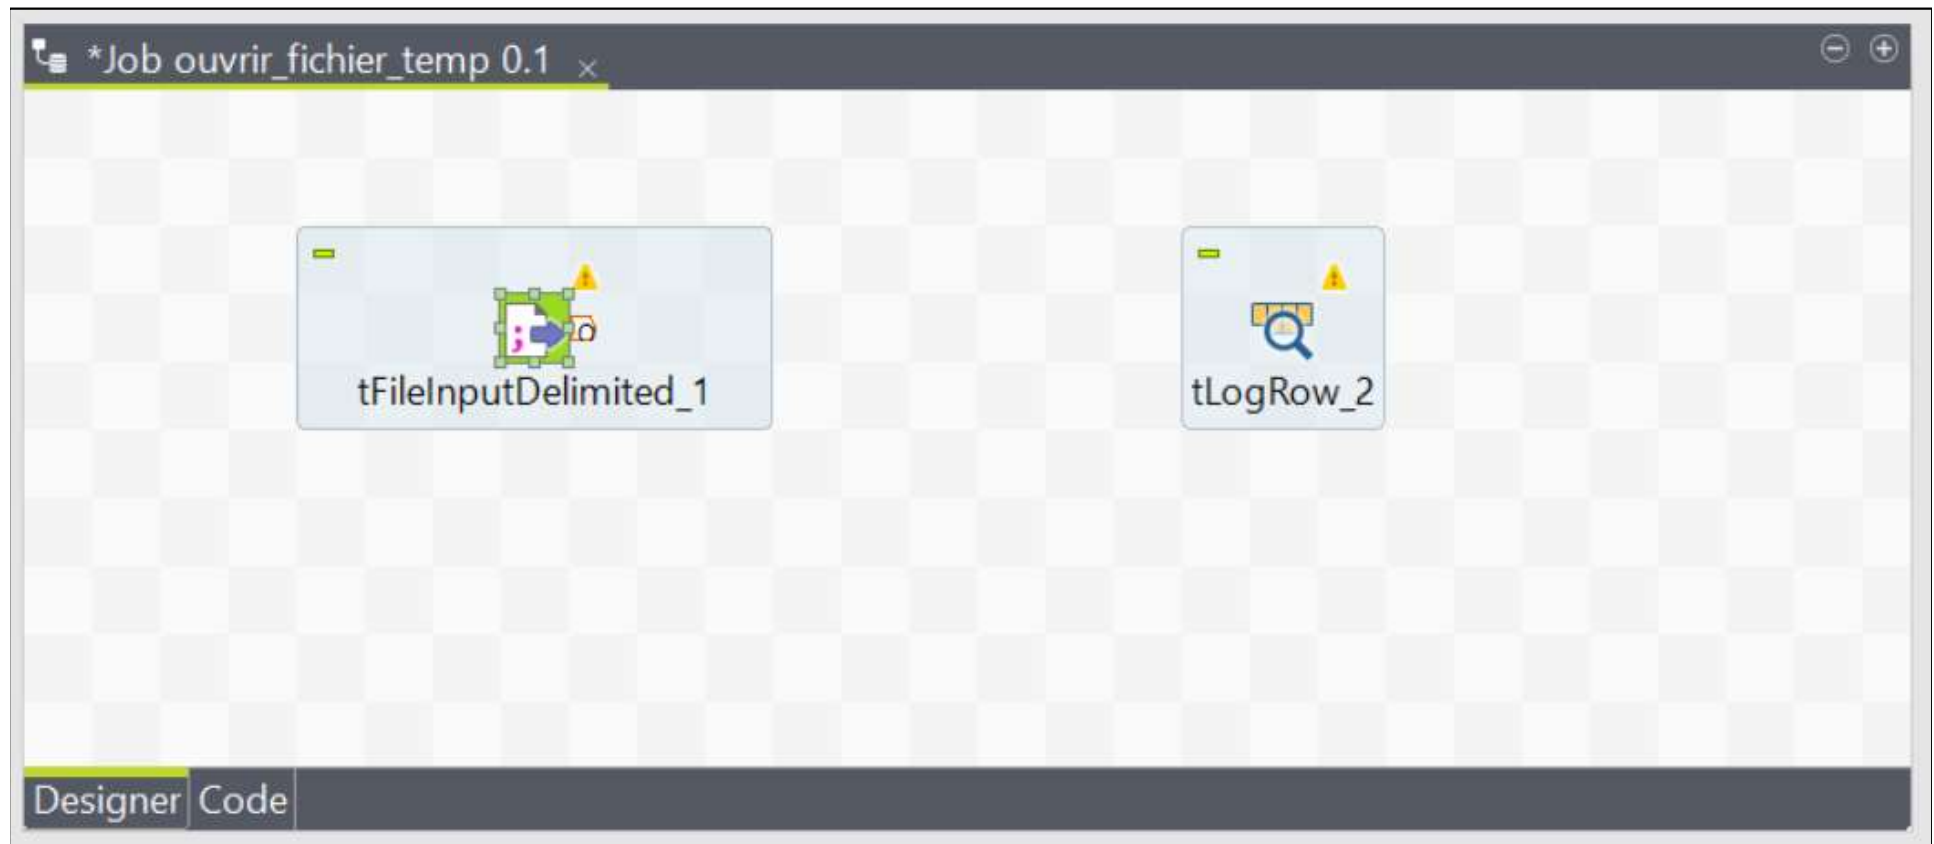 *Job ouvrir_fichier_temp 0.1
tFileInputDelimited_1
tLogRow_2
Designer Code